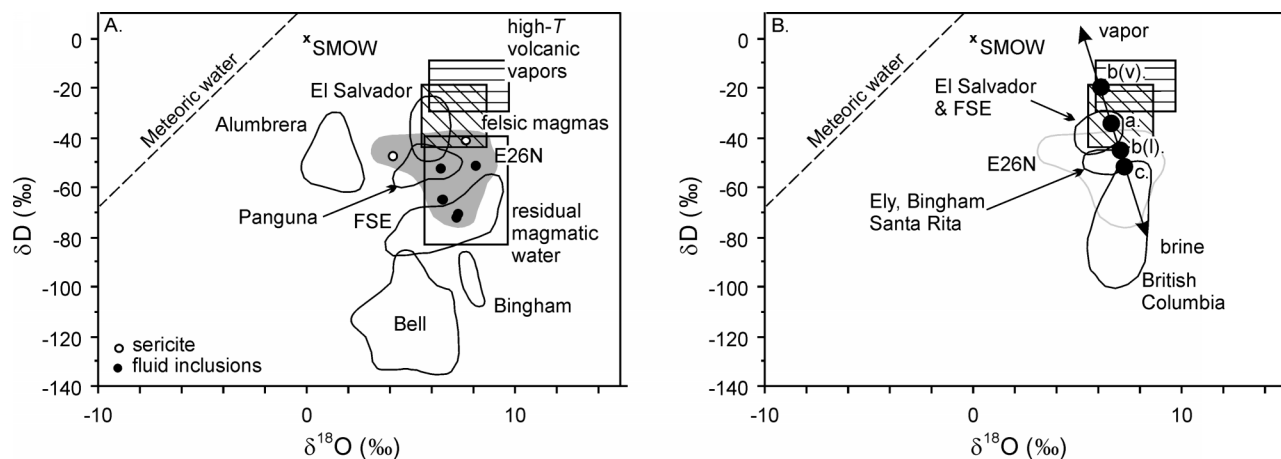 A.
δD (‰)
0
-20
-40
-60
-80
-100
-120
-140
-10
0
10
δ¹⁸O (‰)
Meteoric water
x
SMOW
high-T
volcanic
vapors
El Salvador
felsic magmas
Alumbrera
E26N
Panguna
FSE
residual
magmatic
water
Bingham
Bell
sericite
fluid inclusions
B.
δD (‰)
0
-20
-40
-60
-80
-100
-120
-140
-10
0
10
δ¹⁸O (‰)
Meteoric water
x
SMOW
vapor
b(v).
El Salvador
& FSE
a.
b(l).
E26N
c.
Ely, Bingham
Santa Rita
brine
British
Columbia